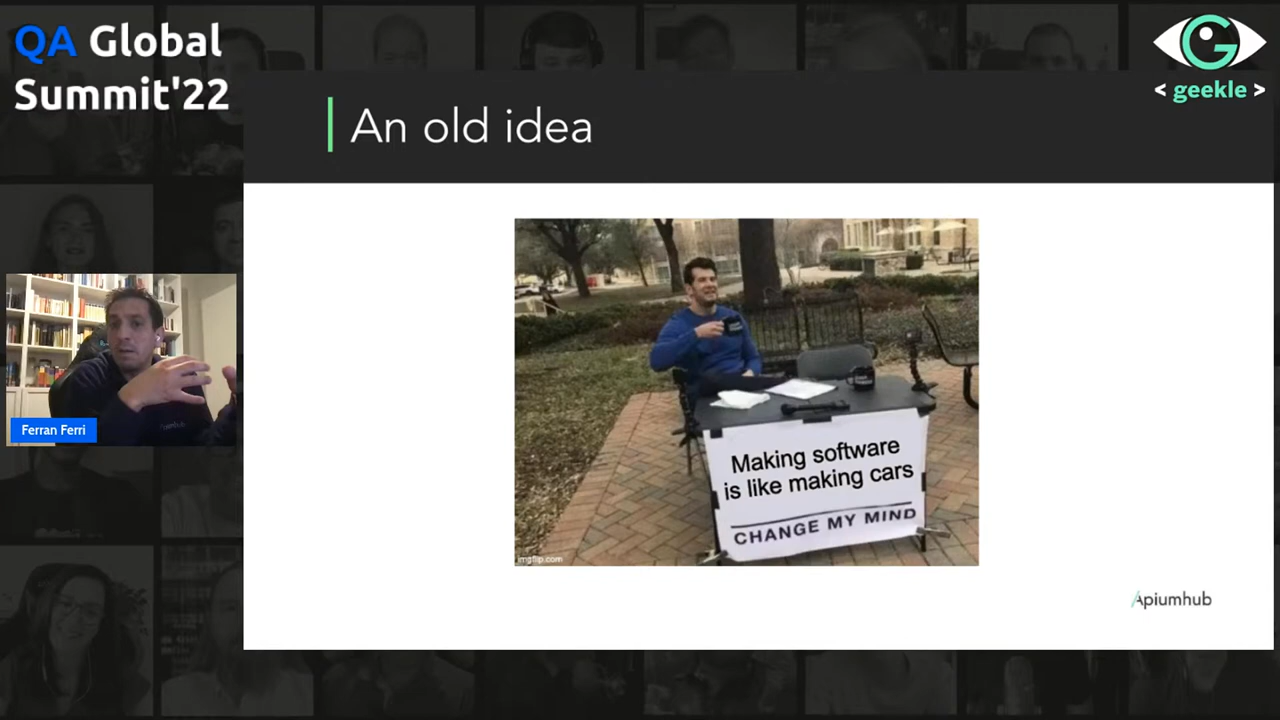 QA Global
Summit'22
< geekle >
An old idea
Ferran Ferri
Making software
is like making cars
CHANGE MY MIND
imgflip.com
Apiumhub